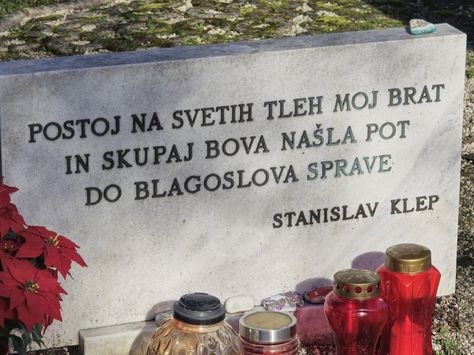 POSTOJ NA SVETIH TLEH MOJ BRAT
IN SKUPAJ BOVA NAŠLA POT
DO BLAGOSLOVA SPRAVE
STANISLAV KLEP